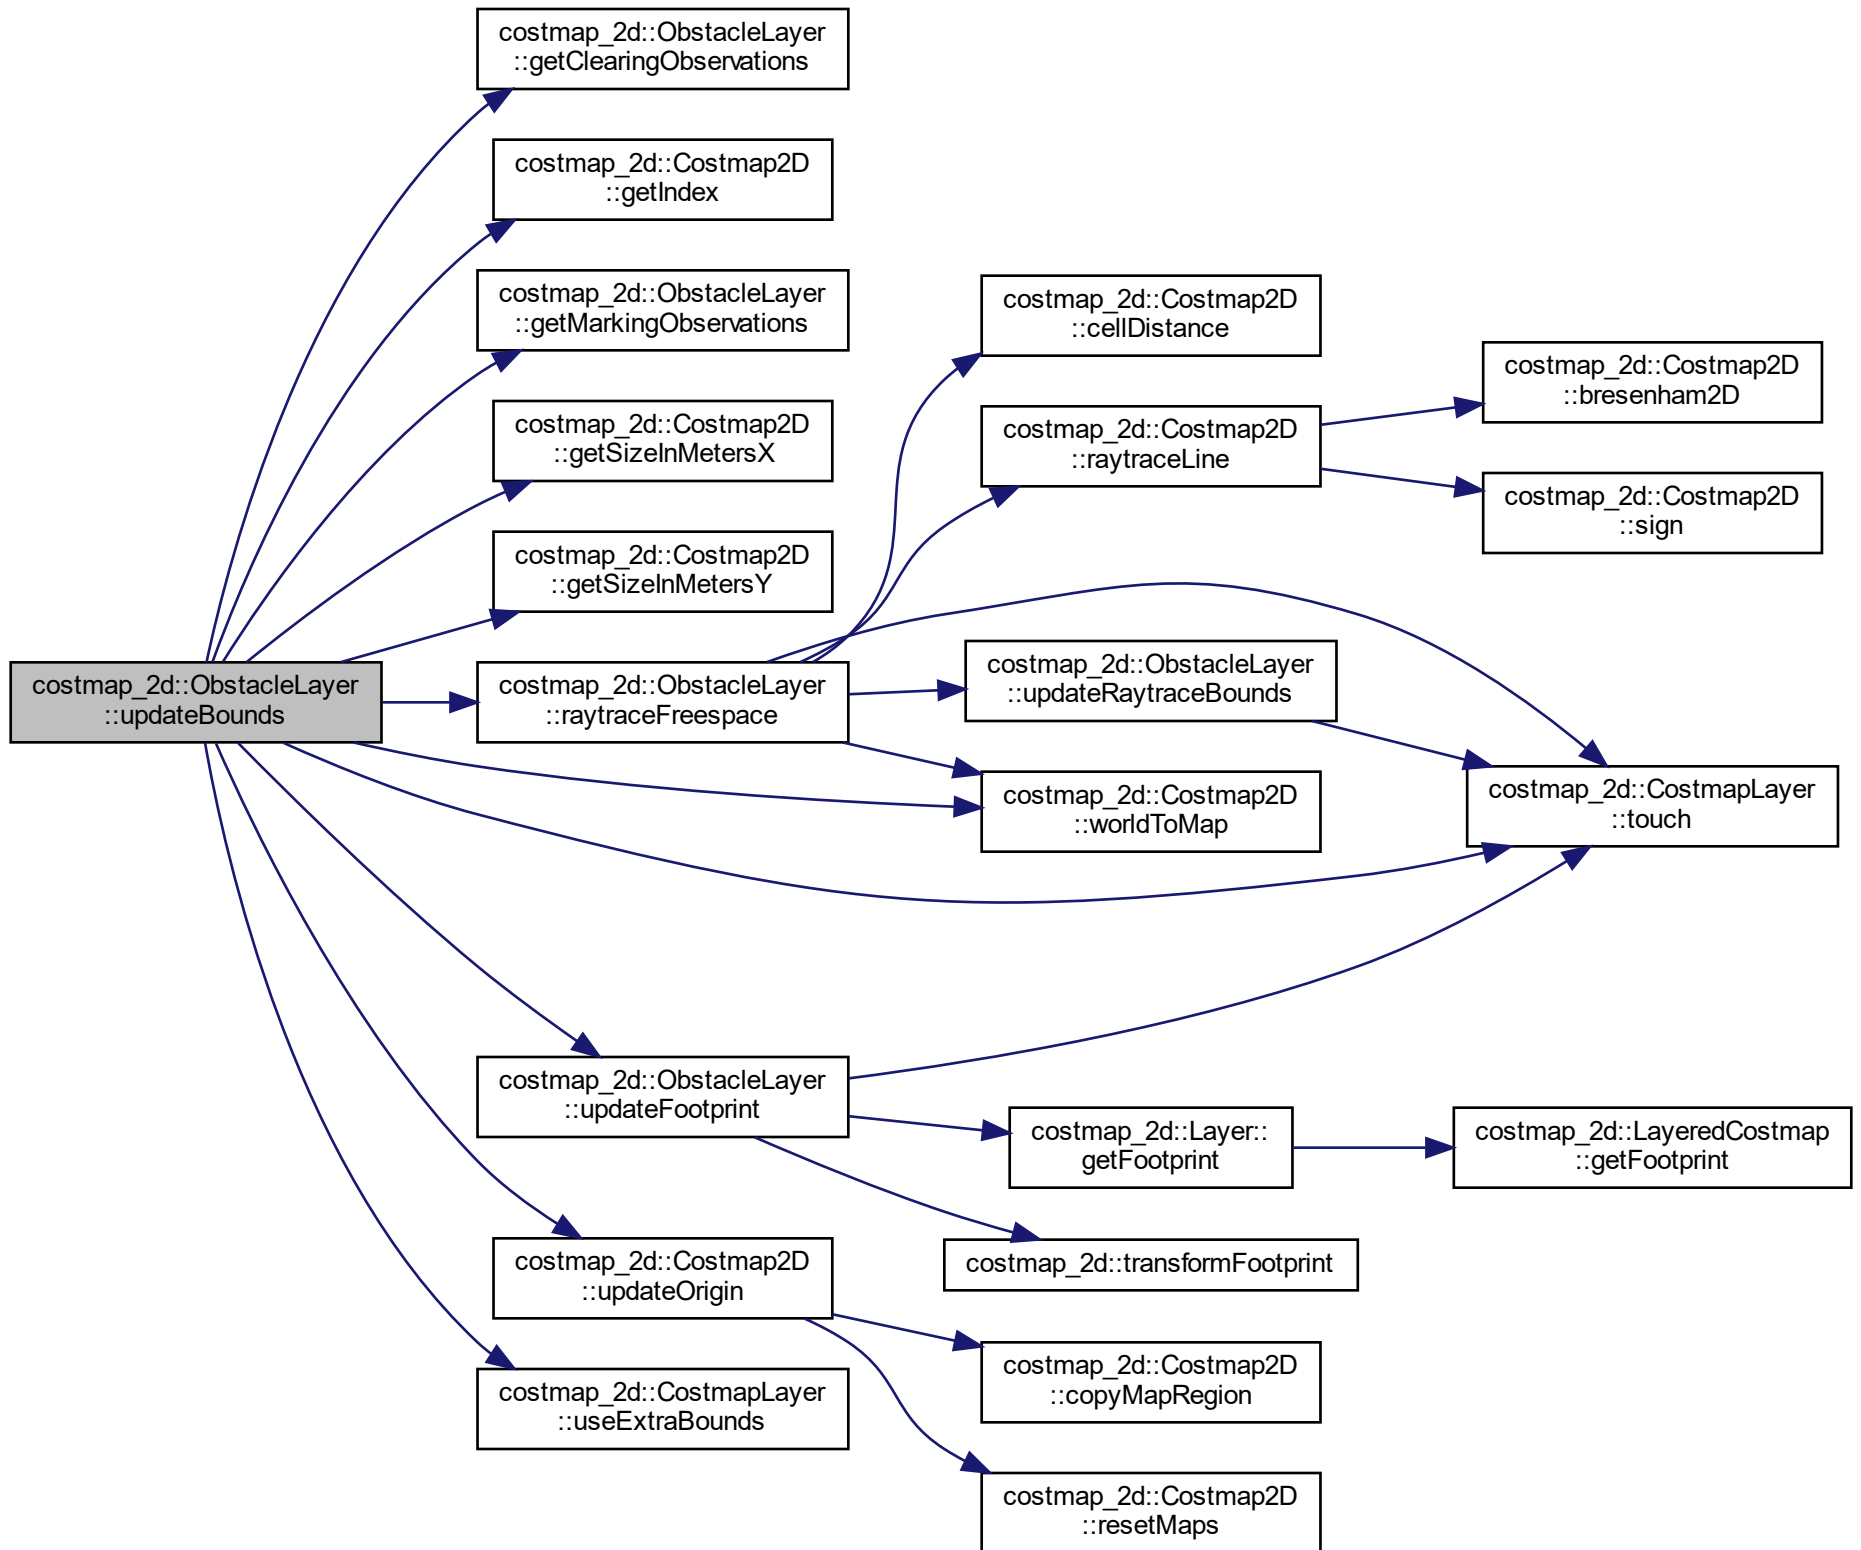 costmap_2d::ObstacleLayer
::updateBounds
costmap_2d::ObstacleLayer
::getClearingObservations
costmap_2d::Costmap2D
::getIndex
costmap_2d::ObstacleLayer
::getMarkingObservations
costmap_2d::Costmap2D
::getSizeInMetersX
costmap_2d::Costmap2D
::getSizeInMetersY
costmap_2d::ObstacleLayer
::raytraceFreespace
costmap_2d::ObstacleLayer
::updateFootprint
costmap_2d::Costmap2D
::updateOrigin
costmap_2d::CostmapLayer
::useExtraBounds
costmap_2d::Costmap2D
::cellDistance
costmap_2d::Costmap2D
::raytraceLine
costmap_2d::ObstacleLayer
::updateRaytraceBounds
costmap_2d::Costmap2D
::worldToMap
costmap_2d::Layer::
getFootprint
costmap_2d::transformFootprint
costmap_2d::Costmap2D
::copyMapRegion
costmap_2d::Costmap2D
::resetMaps
costmap_2d::Costmap2D
::bresenham2D
costmap_2d::Costmap2D
::sign
costmap_2d::CostmapLayer
::touch
costmap_2d::LayeredCostmap
::getFootprint